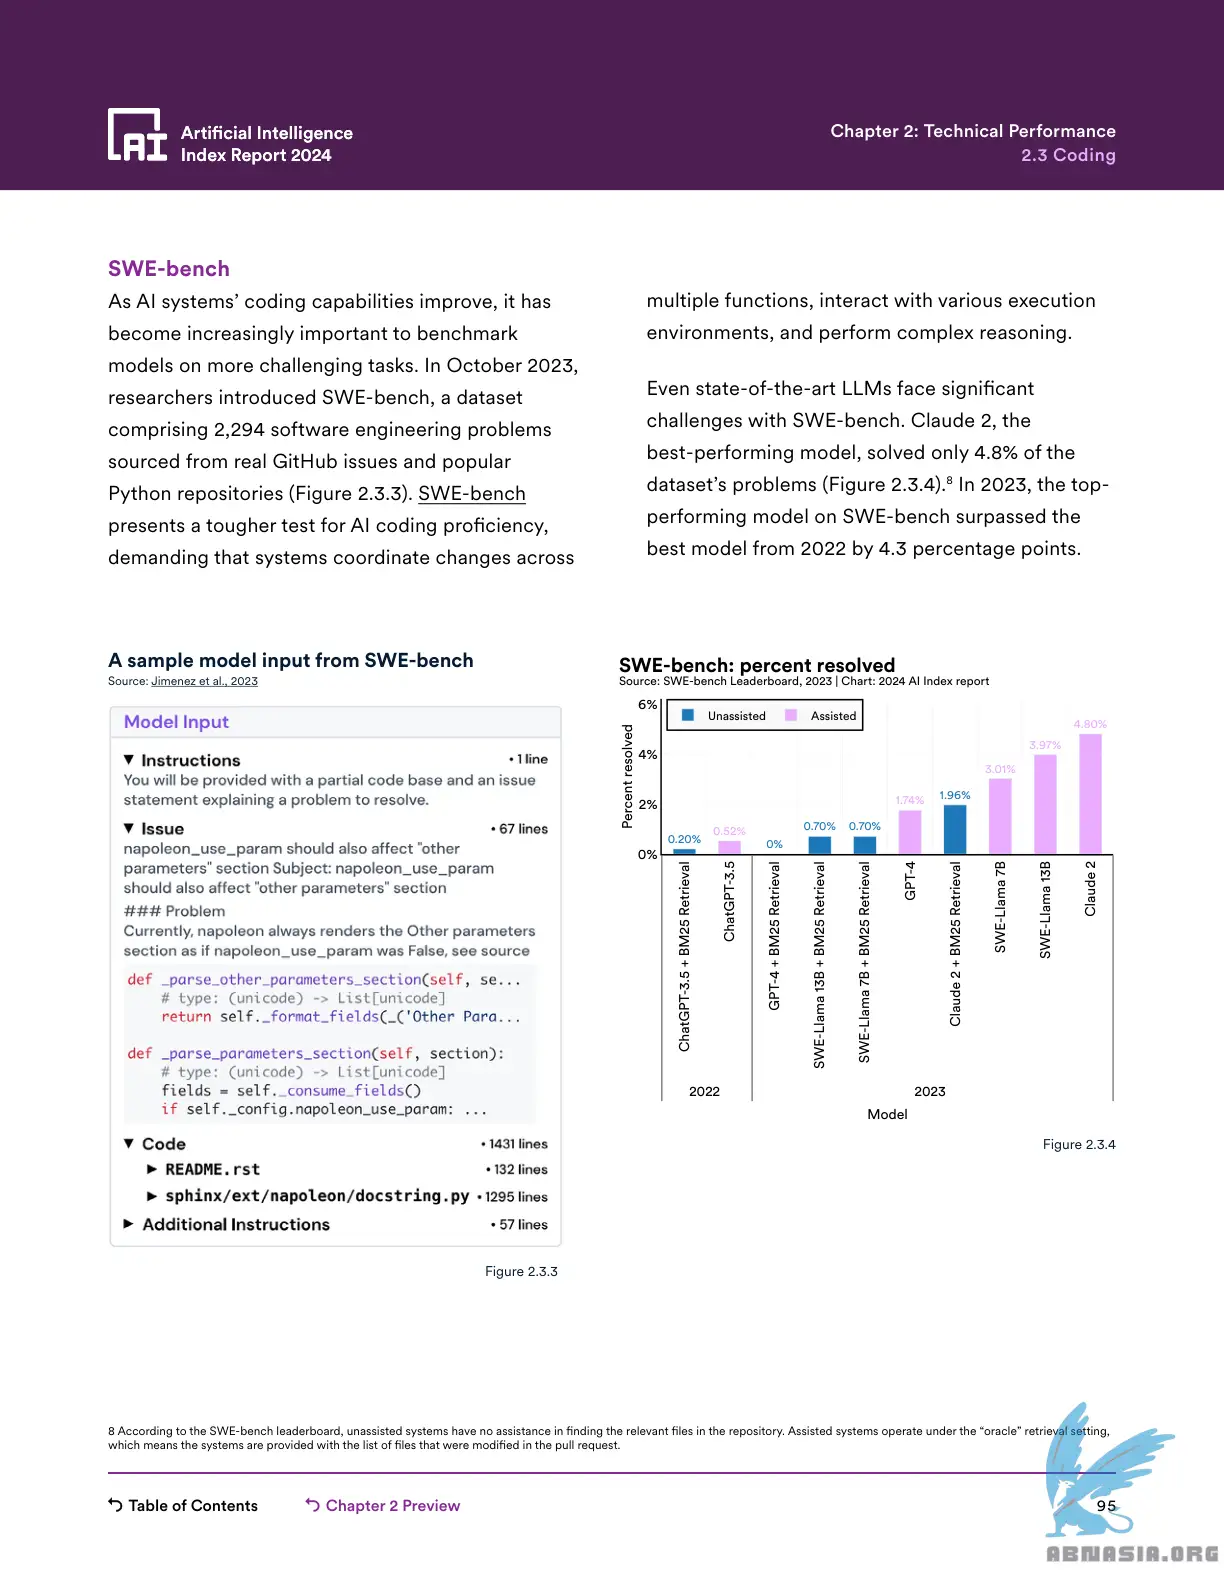 Artificial Intelligence
Index Report 2024
Chapter 2: Technical Performance
2.3 Coding
SWE-bench
As AI systems’ coding capabilities improve, it has
become increasingly important to benchmark
models on more challenging tasks. In October 2023,
researchers introduced SWE-bench, a dataset
comprising 2,294 software engineering problems
sourced from real GitHub issues and popular
Python repositories (Figure 2.3.3). SWE-bench
presents a tougher test for AI coding proficiency,
demanding that systems coordinate changes across
multiple functions, interact with various execution
environments, and perform complex reasoning.
Even state-of-the-art LLMs face significant
challenges with SWE-bench. Claude 2, the
best-performing model, solved only 4.8% of the
dataset’s problems (Figure 2.3.4).⁸ In 2023, the top-
performing model on SWE-bench surpassed the
best model from 2022 by 4.3 percentage points.
A sample model input from SWE-bench
Source: Jimenez et al., 2023
Model Input
▼ Instructions • 1 line
You will be provided with a partial code base and an issue
statement explaining a problem to resolve.
▼ Issue • 67 lines
napoleon_use_param should also affect "other
parameters" section Subject: napoleon_use_param
should also affect "other parameters" section
### Problem
Currently, napoleon always renders the Other parameters
section as if napoleon_use_param was False, see source
def _parse_other_parameters_section(self, se...
# type: (unicode) -> List[unicode]
return self._format_fields(_('Other Para...
def _parse_parameters_section(self, section):
# type: (unicode) -> List[unicode]
fields = self._consume_fields()
if self._config.napoleon_use_param: ...
▼ Code • 1431 lines
► README.rst • 132 lines
► sphinx/ext/napoleon/docstring.py • 1295 lines
► Additional Instructions • 57 lines
Figure 2.3.3
SWE-bench: percent resolved
Source: SWE-bench Leaderboard, 2023 | Chart: 2024 AI Index report
Unassisted Assisted
Percent resolved
6%
4%
2%
0%
0.20%
0.52%
0%
0.70%
0.70%
1.74%
1.96%
3.01%
3.97%
4.80%
ChatGPT-3.5 + BM25 Retrieval
ChatGPT-3.5
GPT-4 + BM25 Retrieval
SWE-Llama 13B + BM25 Retrieval
SWE-Llama 7B + BM25 Retrieval
GPT-4
Claude 2 + BM25 Retrieval
SWE-Llama 7B
SWE-Llama 13B
Claude 2
2022 2023
Model
Figure 2.3.4
8 According to the SWE-bench leaderboard, unassisted systems have no assistance in finding the relevant files in the repository. Assisted systems operate under the “oracle” retrieval setting,
which means the systems are provided with the list of files that were modified in the pull request.
Table of Contents Chapter 2 Preview 95
ABNASIA.ORG